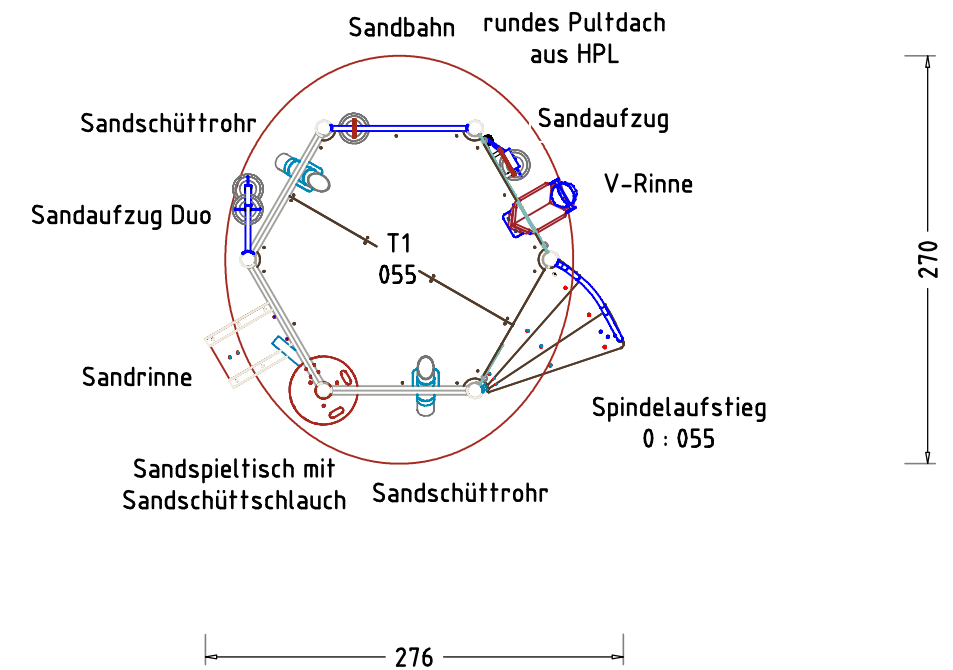 Sandbahn
rundes Pultdach
aus HPL
Sandschüttrohr
Sandaufzug
V-Rinne
Sandaufzug Duo
T1
055
270
Sandrinne
Spindelaufstieg
0 : 055
Sandspieltisch mit
Sandschüttschlauch
Sandschüttrohr
276